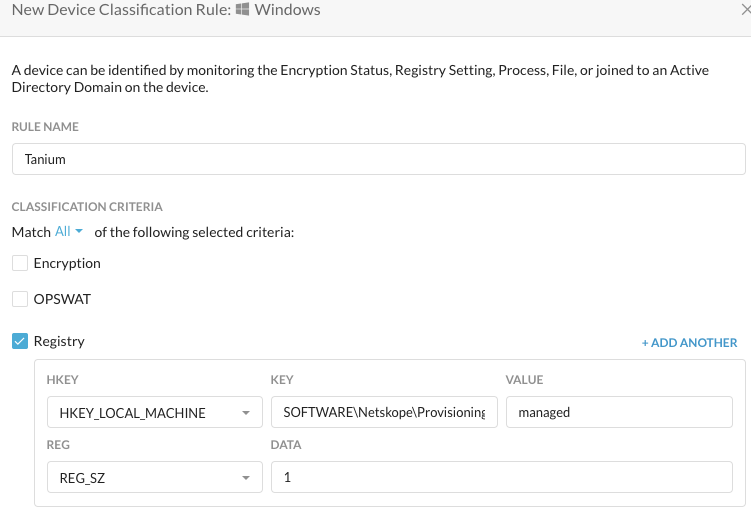 New Device Classification Rule: Windows
A device can be identified by monitoring the Encryption Status, Registry Setting, Process, File, or joined to an Active
Directory Domain on the device.
RULE NAME
Tanium
CLASSIFICATION CRITERIA
Match All of the following selected criteria:
Encryption
OPSWAT
Registry
+ ADD ANOTHER
HKEY KEY VALUE
HKEY_LOCAL_MACHINE SOFTWARE\Netskope\Provisioning managed
REG DATA
REG_SZ 1